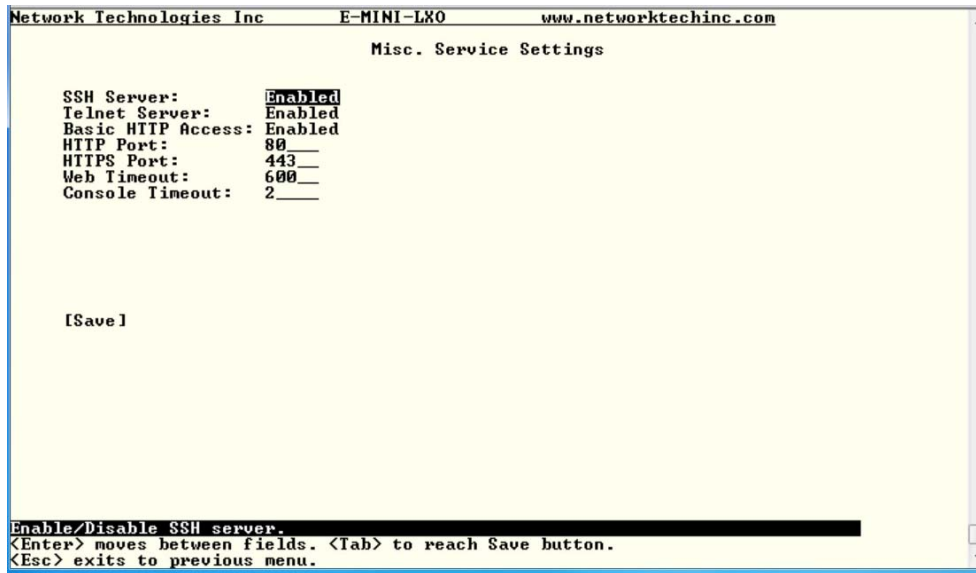 Network Technologies Inc E-MINI-LXO www.networktechinc.com
Misc. Service Settings
SSH Server: Enabled
Telnet Server: Enabled
Basic HTTP Access: Enabled
HTTP Port: 80___
HTTPS Port: 443__
Web Timeout: 600__
Console Timeout: 2____
[Save]
Enable/Disable SSH server.
<Enter> moves between fields. <Tab> to reach Save button.
<Esc> exits to previous menu.